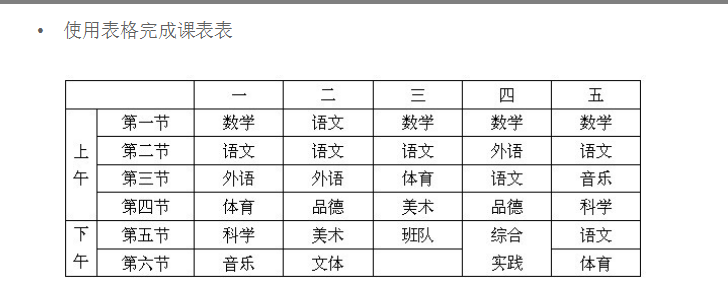 • 使用表格完成课表表
一 二 三 四 五
上午 第一节 数学 语文 数学 数学 数学
第二节 语文 语文 语文 外语 语文
第三节 外语 外语 体育 语文 音乐
第四节 体育 品德 美术 品德 科学
下午 第五节 科学 美术 班队 综合实践 语文
第六节 音乐 文体 体育